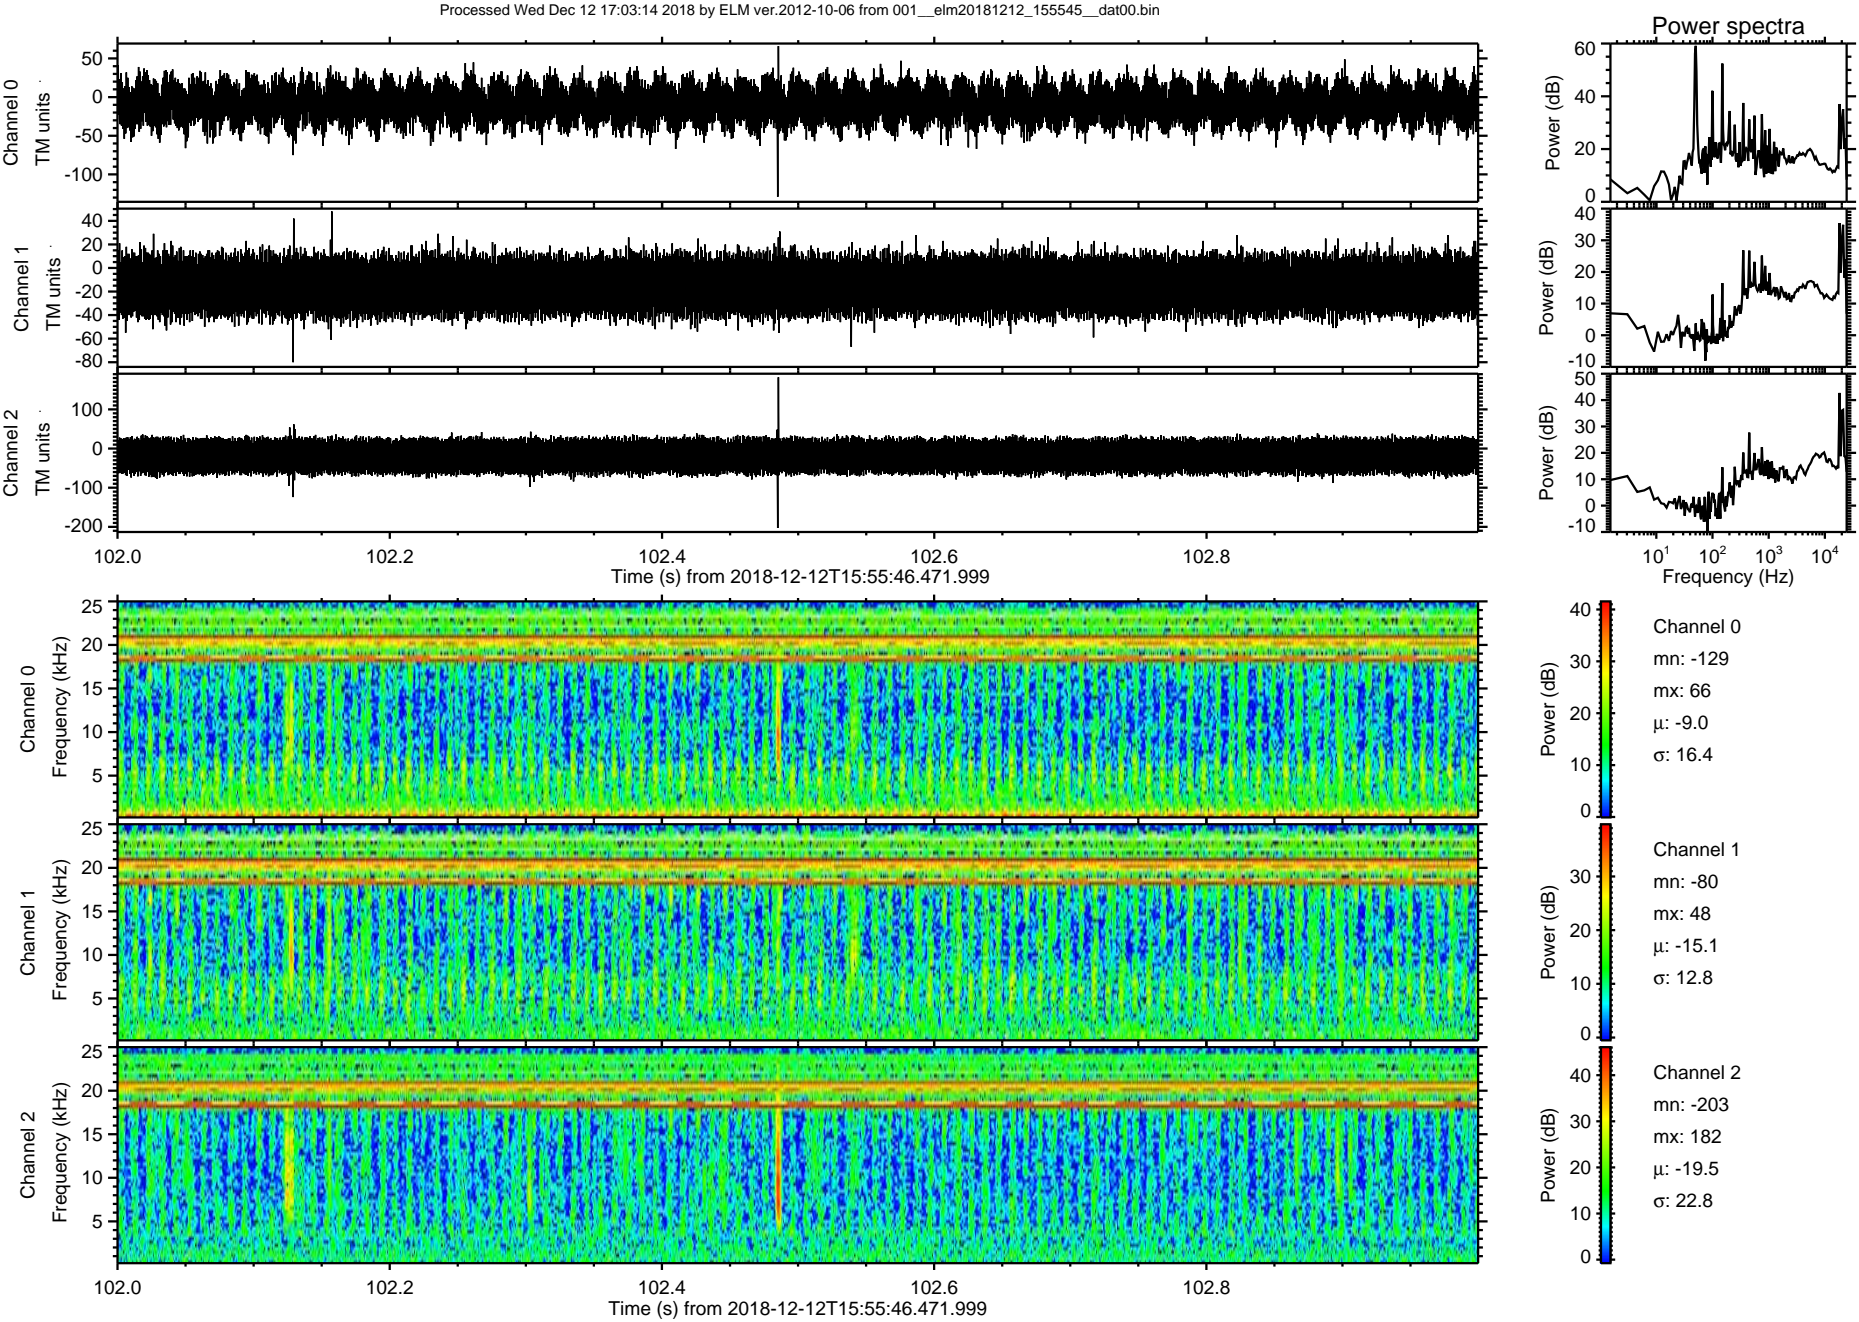 Processed Wed Dec 12 17:03:14 2018 by ELM ver.2012-10-06 from 001__elm20181212_155545__dat00.bin
Power spectra
Channel 0
TM units
50
0
-50
-100
Power (dB)
60
40
20
0
Channel 1
TM units
40
20
0
-20
-40
-60
-80
Power (dB)
40
30
20
10
0
-10
Channel 2
TM units
100
0
-100
-200
Power (dB)
50
40
30
20
10
0
-10
102.0 102.2 102.4 102.6 102.8
Time (s) from 2018-12-12T15:55:46.471.999
10¹ 10² 10³ 10⁴
Frequency (Hz)
Channel 0
Frequency (kHz)
25
20
15
10
5
Power (dB)
40
30
20
10
0
Channel 0
mn: -129
mx: 66
μ: -9.0
σ: 16.4
Channel 1
Frequency (kHz)
25
20
15
10
5
Power (dB)
30
20
10
0
Channel 1
mn: -80
mx: 48
μ: -15.1
σ: 12.8
Channel 2
Frequency (kHz)
25
20
15
10
5
Power (dB)
40
30
20
10
0
Channel 2
mn: -203
mx: 182
μ: -19.5
σ: 22.8
102.0 102.2 102.4 102.6 102.8
Time (s) from 2018-12-12T15:55:46.471.999